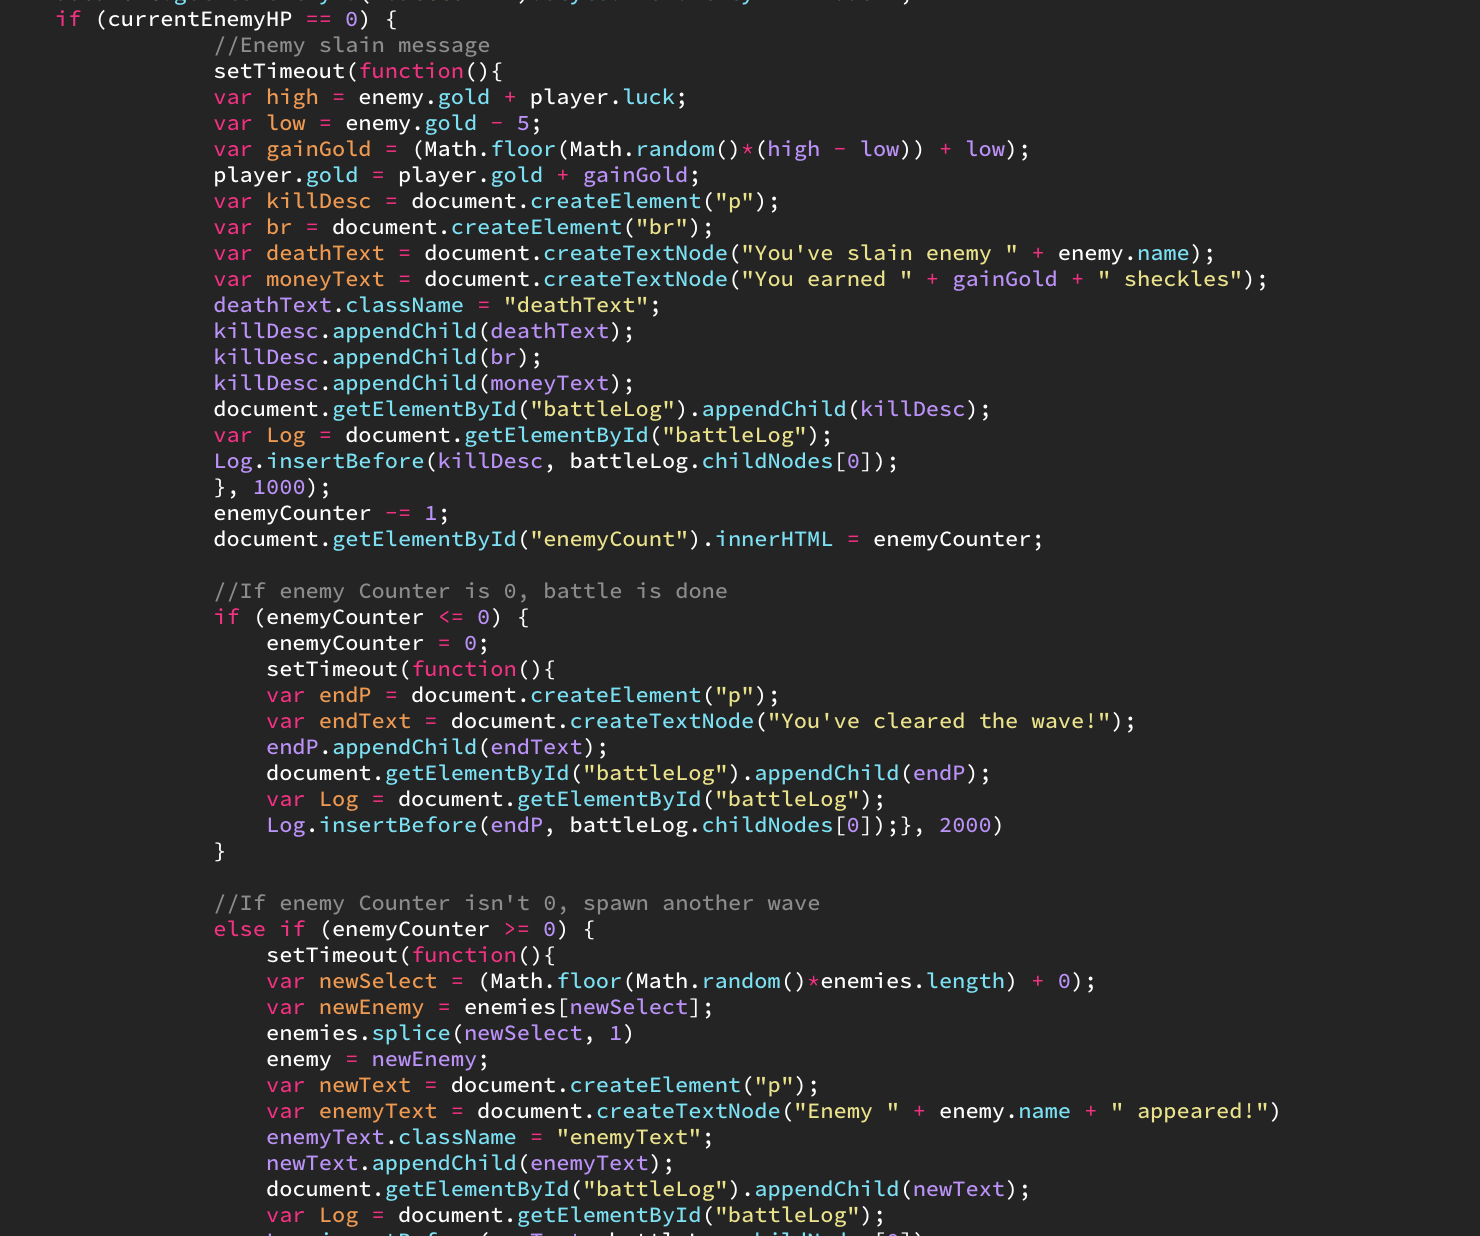 if (currentEnemyHP == 0) {
//Enemy slain message
setTimeout(function(){
var high = enemy.gold + player.luck;
var low = enemy.gold - 5;
var gainGold = (Math.floor(Math.random()*(high - low)) + low);
player.gold = player.gold + gainGold;
var killDesc = document.createElement("p");
var br = document.createElement("br");
var deathText = document.createTextNode("You've slain enemy " + enemy.name);
var moneyText = document.createTextNode("You earned " + gainGold + " sheckles");
deathText.className = "deathText";
killDesc.appendChild(deathText);
killDesc.appendChild(br);
killDesc.appendChild(moneyText);
document.getElementById("battleLog").appendChild(killDesc);
var Log = document.getElementById("battleLog");
Log.insertBefore(killDesc, battleLog.childNodes[0]);
}, 1000);
enemyCounter -= 1;
document.getElementById("enemyCount").innerHTML = enemyCounter;
//If enemy Counter is 0, battle is done
if (enemyCounter <= 0) {
enemyCounter = 0;
setTimeout(function(){
var endP = document.createElement("p");
var endText = document.createTextNode("You've cleared the wave!");
endP.appendChild(endText);
document.getElementById("battleLog").appendChild(endP);
var Log = document.getElementById("battleLog");
Log.insertBefore(endP, battleLog.childNodes[0]);}, 2000)
}
//If enemy Counter isn't 0, spawn another wave
else if (enemyCounter >= 0) {
setTimeout(function(){
var newSelect = (Math.floor(Math.random()*enemies.length) + 0);
var newEnemy = enemies[newSelect];
enemies.splice(newSelect, 1)
enemy = newEnemy;
var newText = document.createElement("p");
var enemyText = document.createTextNode("Enemy " + enemy.name + " appeared!")
enemyText.className = "enemyText";
newText.appendChild(enemyText);
document.getElementById("battleLog").appendChild(newText);
var Log = document.getElementById("battleLog");